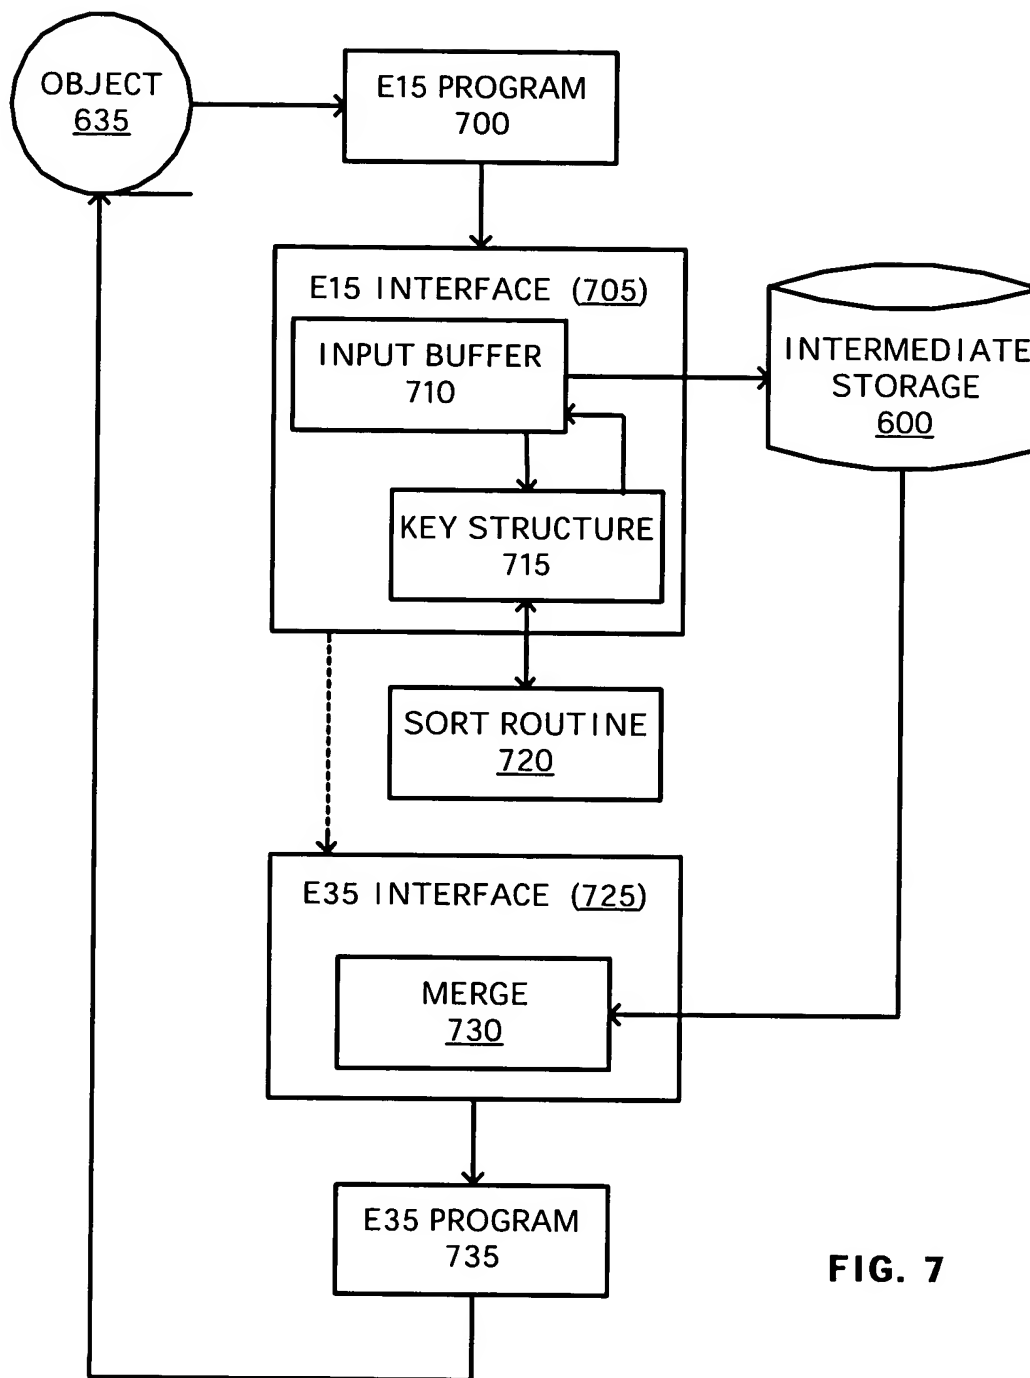 OBJECT
635
E15 PROGRAM
700
E15 INTERFACE (705)
INPUT BUFFER
710
INTERMEDIATE
STORAGE
600
KEY STRUCTURE
715
SORT ROUTINE
720
E35 INTERFACE (725)
MERGE
730
E35 PROGRAM
735
FIG. 7